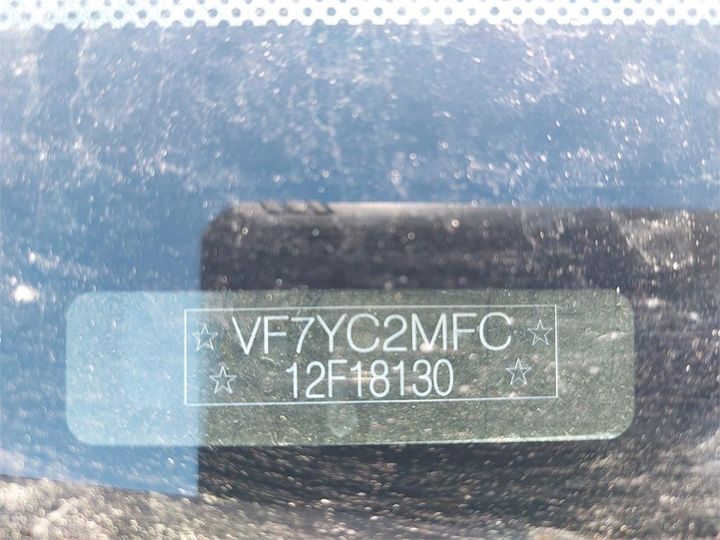 ☆ VF7YC2MFC ☆
☆ 12F18130 ☆